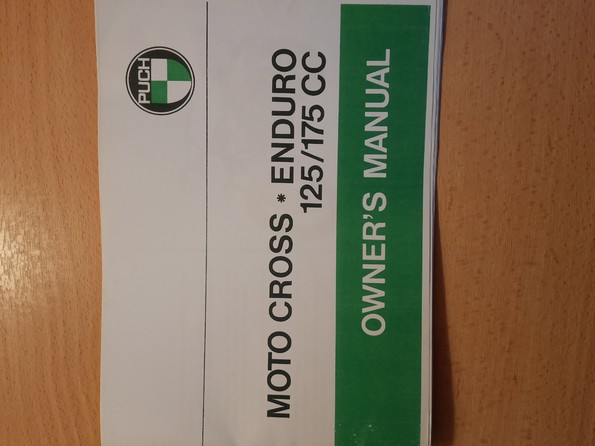 PUCH
MOTO CROSS * ENDURO
125/175 CC
OWNER'S MANUAL